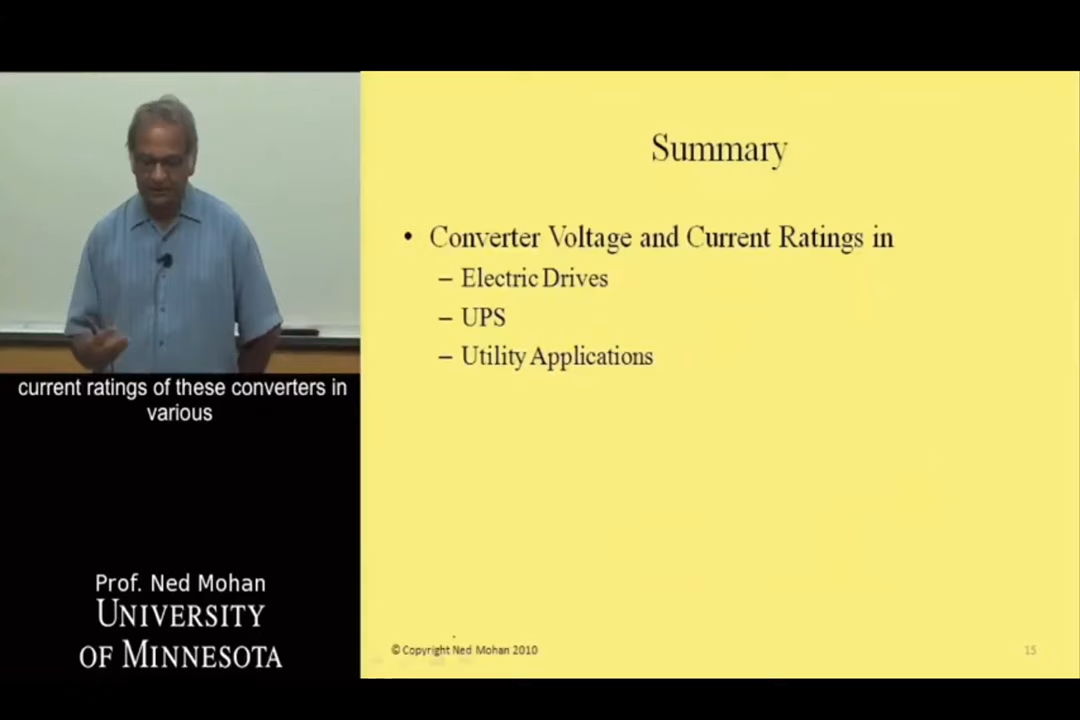 Summary
• Converter Voltage and Current Ratings in
– Electric Drives
– UPS
– Utility Applications
current ratings of these converters in
various
Prof. Ned Mohan
UNIVERSITY
OF MINNESOTA
© Copyright Ned Mohan 2010
15